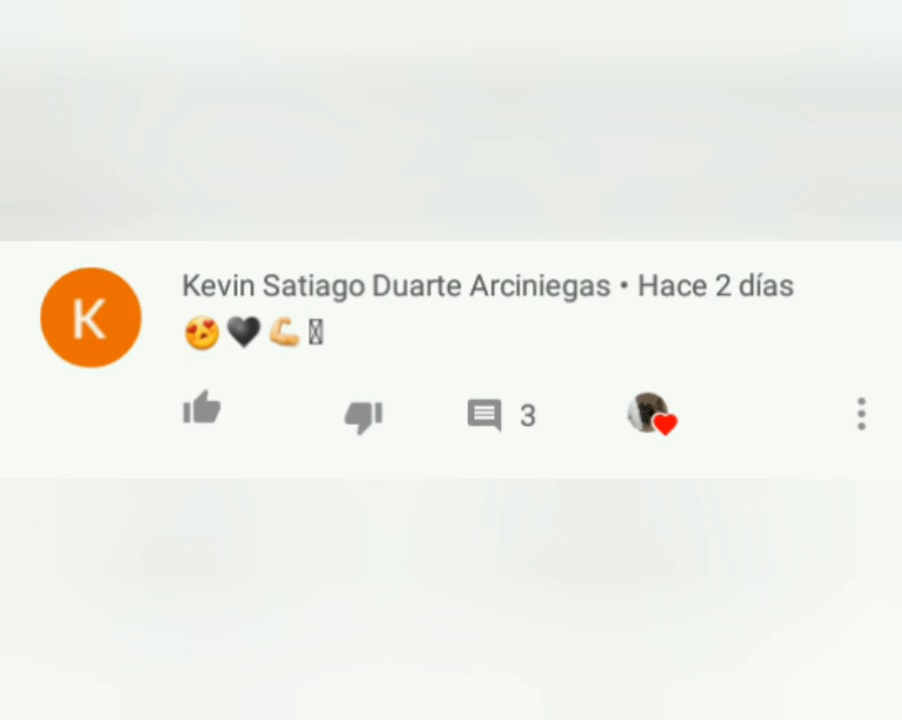 K
Kevin Satiago Duarte Arciniegas • Hace 2 días
😍🖤💪🏼
3